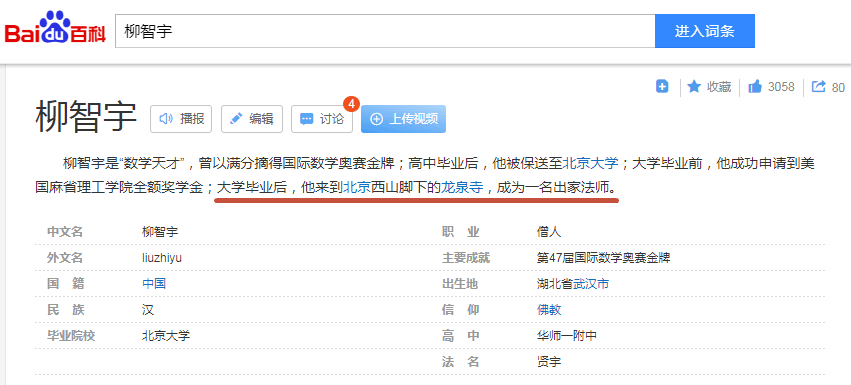 Bai du 百科 柳智宇 进入词条
收藏 3058 80
柳智宇 播报 编辑 讨论 4 上传视频
柳智宇是“数学天才”，曾以满分摘得国际数学奥赛金牌；高中毕业后，他被保送至北京大学；大学毕业前，他成功申请到美
国麻省理工学院全额奖学金；大学毕业后，他来到北京西山脚下的龙泉寺，成为一名出家法师。
中文名 柳智宇 职 业 僧人
外文名 liuzhiyu 主要成就 第47届国际数学奥赛金牌
国 籍 中国 出生地 湖北省武汉市
民 族 汉 信 仰 佛教
毕业院校 北京大学 高 中 华师一附中
法 名 贤宇